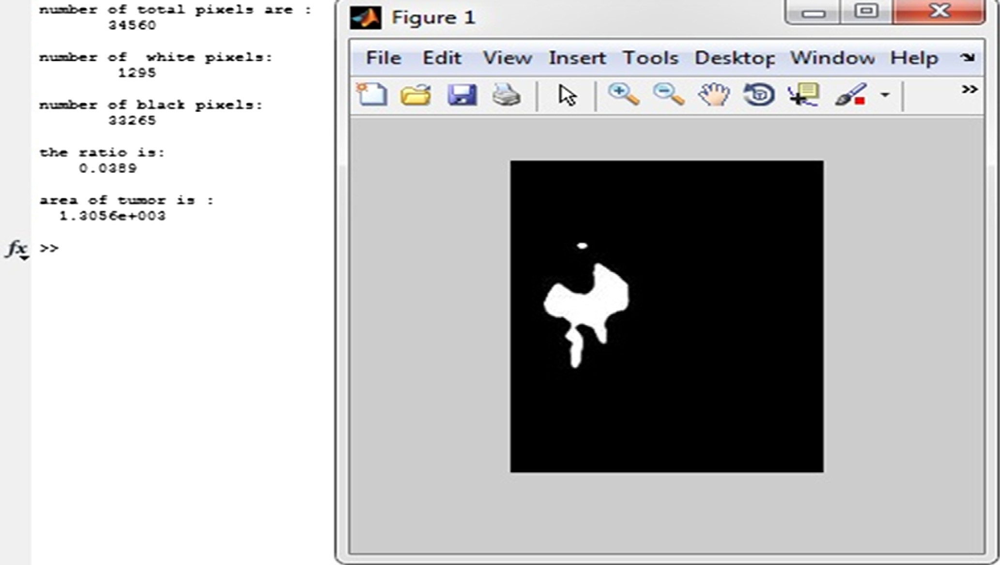 number of total pixels are :
34560
number of  white pixels:
1295
number of black pixels:
33265
the ratio is:
0.0389
area of tumor is :
1.3056e+003
fx >>
Figure 1
File Edit View Insert Tools Desktop Window Help